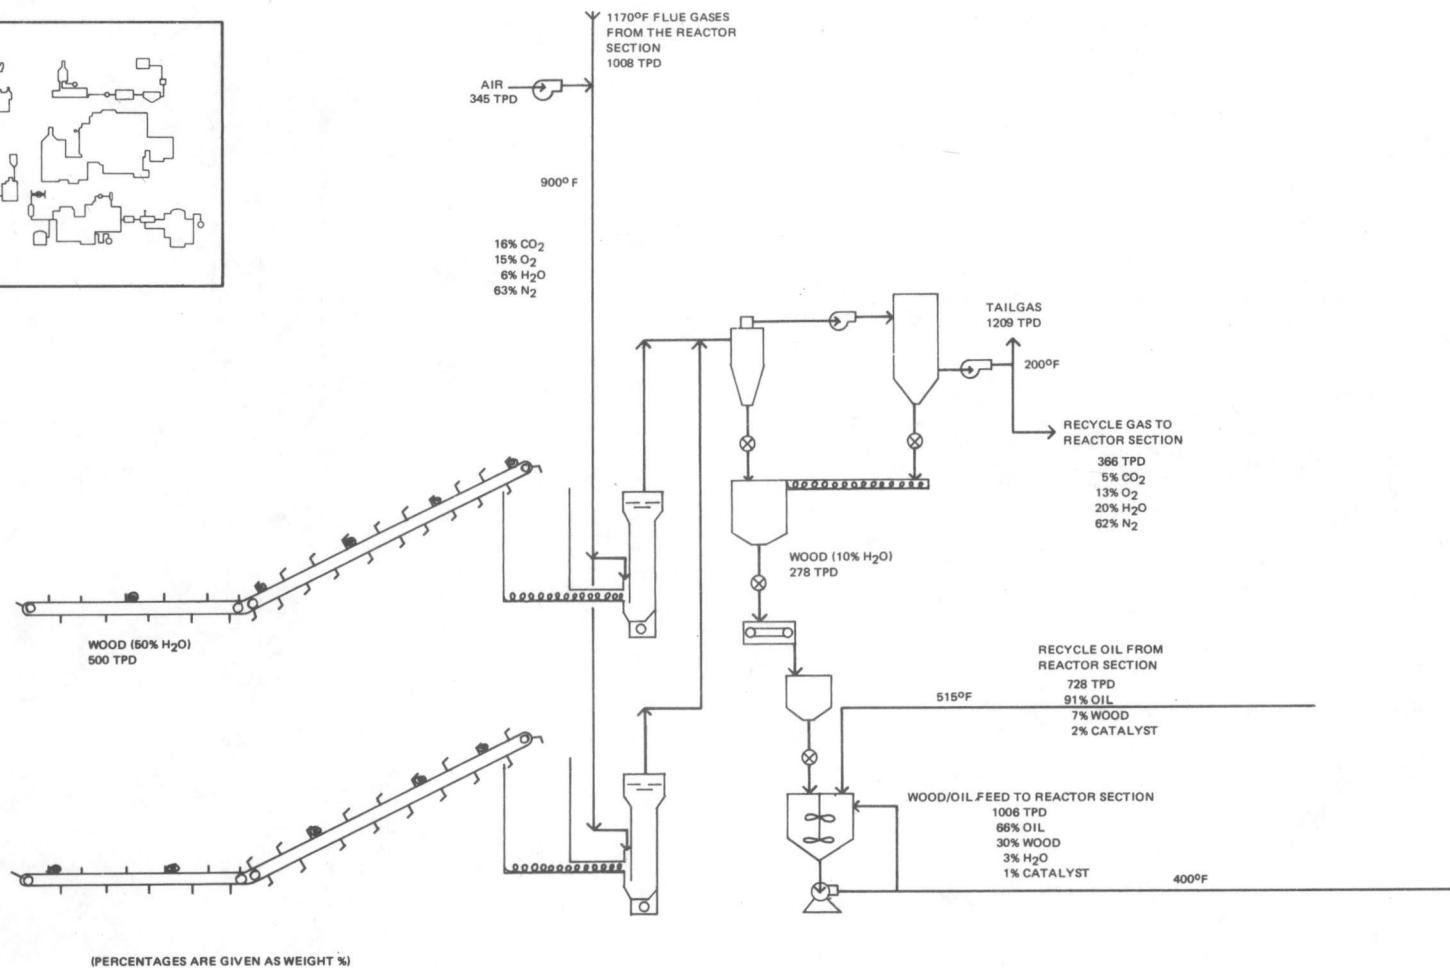 1170°F FLUE GASES
FROM THE REACTOR
SECTION
1008 TPD
AIR
345 TPD
900°F
16% CO2
15% O2
6% H2O
63% N2
TAILGAS
1209 TPD
200°F
RECYCLE GAS TO
REACTOR SECTION
366 TPD
5% CO2
13% O2
20% H2O
62% N2
WOOD (10% H2O)
278 TPD
WOOD (50% H2O)
500 TPD
RECYCLE OIL FROM
REACTOR SECTION
728 TPD
91% OIL
7% WOOD
2% CATALYST
515°F
WOOD/OIL FEED TO REACTOR SECTION
1006 TPD
66% OIL
30% WOOD
3% H2O
1% CATALYST
400°F
(PERCENTAGES ARE GIVEN AS WEIGHT %)